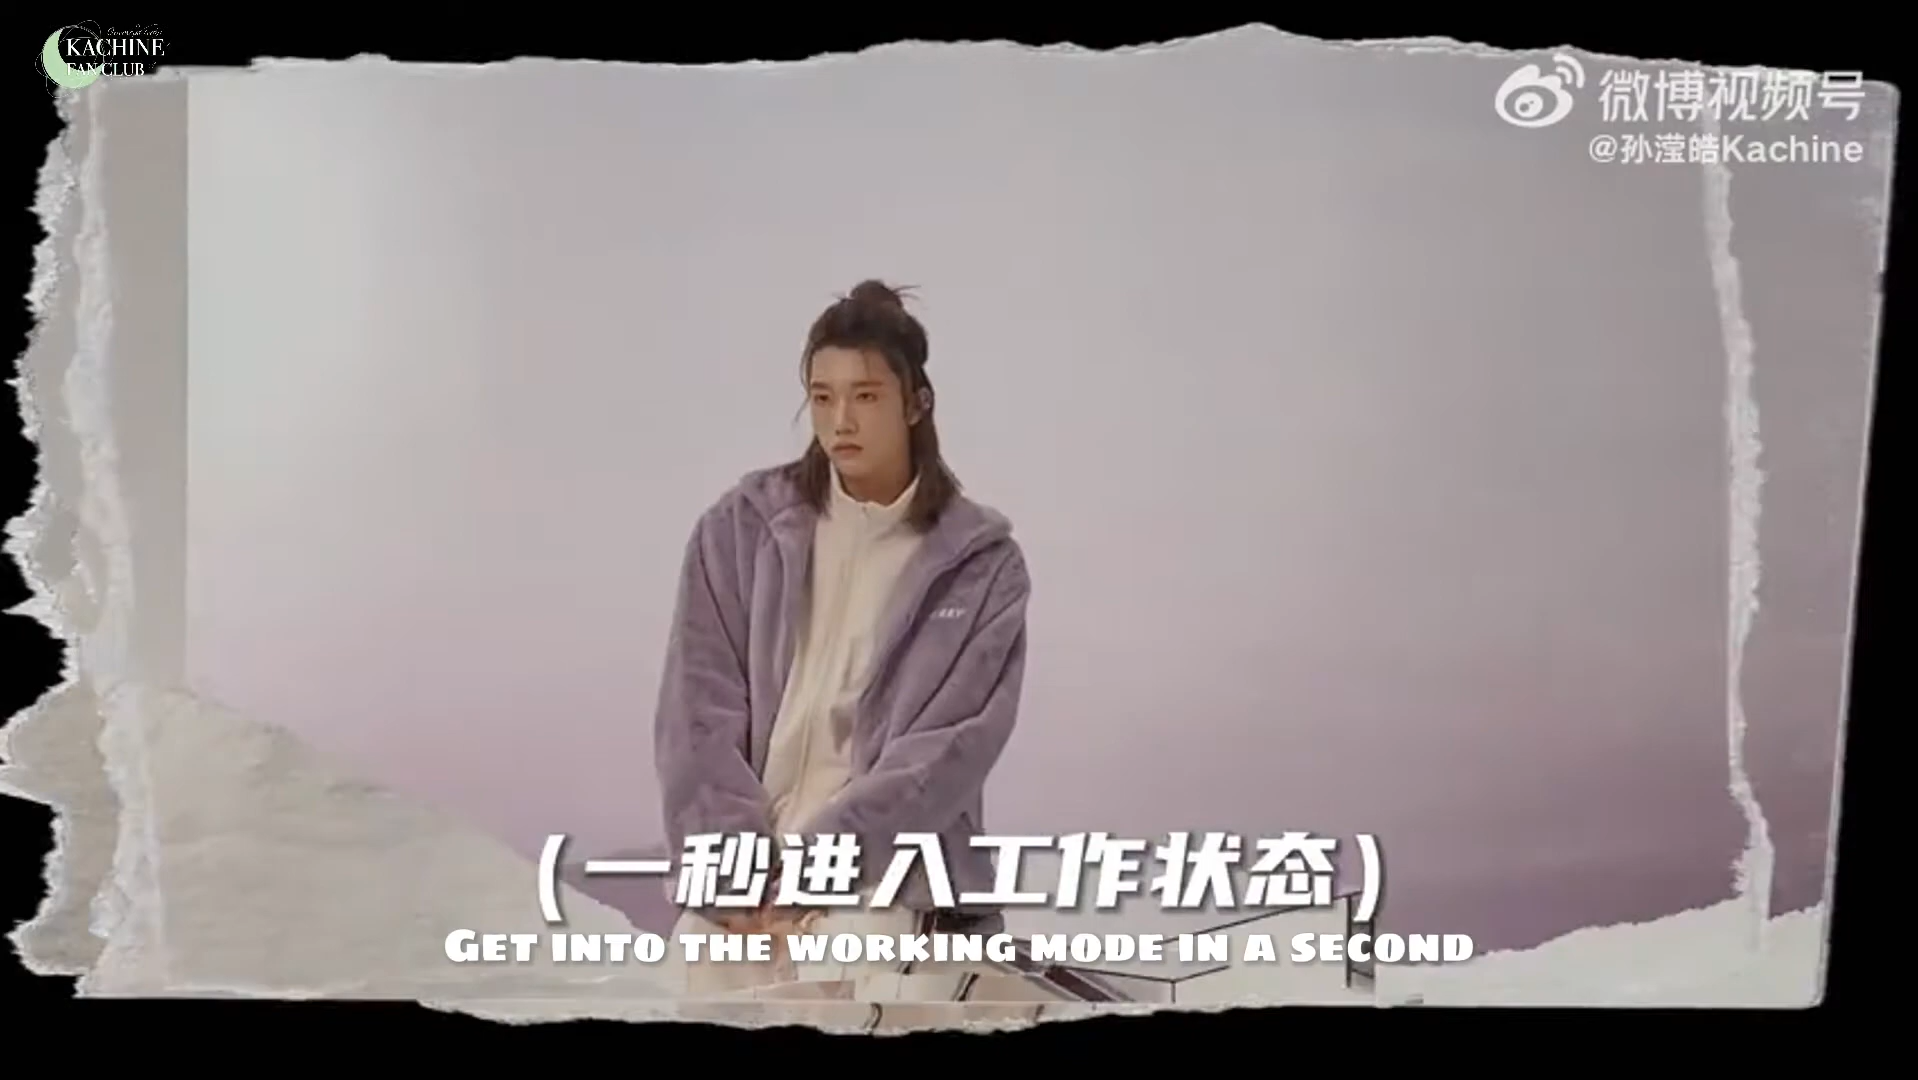 KACHINE
FAN CLUB
微博视频号
@孙滢皓Kachine
(一秒进入工作状态)
GET INTO THE WORKING MODE IN A SECOND